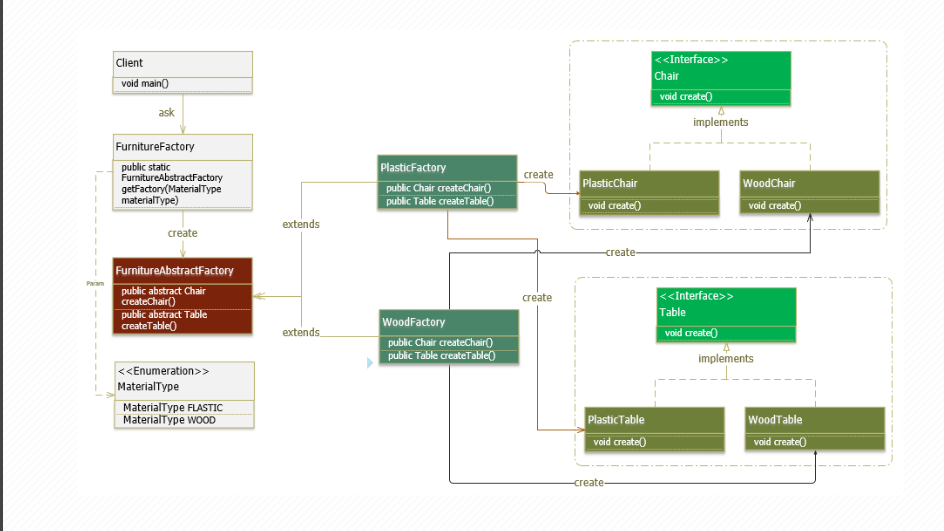 Client
void main()
ask
FurnitureFactory
public static
FurnitureAbstractFactory
getFactory(MaterialType
materialType)
create
Param
FurnitureAbstractFactory
public abstract Chair
createChair()
public abstract Table
createTable()
<<Enumeration>>
MaterialType
MaterialType FLASTIC
MaterialType WOOD
extends
extends
PlasticFactory
public Chair createChair()
public Table createTable()
WoodFactory
public Chair createChair()
public Table createTable()
create
create
create
create
<<Interface>>
Chair
void create()
implements
PlasticChair
void create()
WoodChair
void create()
<<Interface>>
Table
void create()
implements
PlasticTable
void create()
WoodTable
void create()